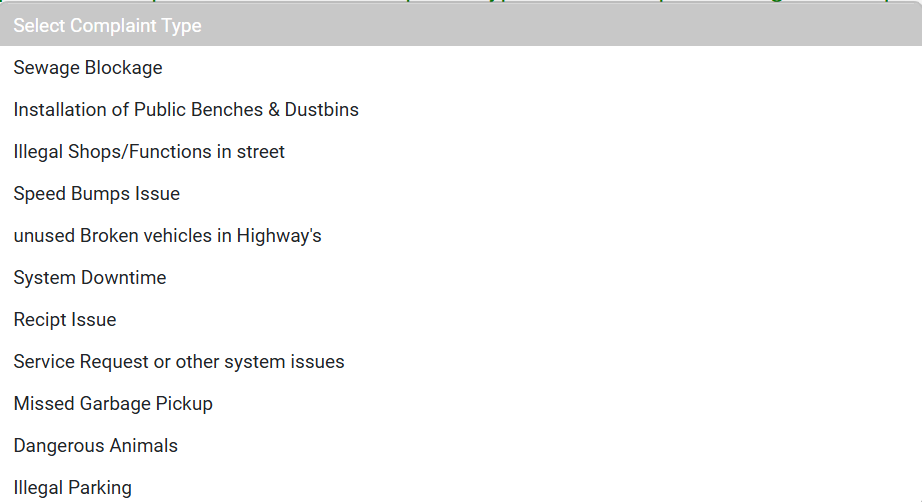 Select Complaint Type
Sewage Blockage
Installation of Public Benches & Dustbins
Illegal Shops/Functions in street
Speed Bumps Issue
unused Broken vehicles in Highway's
System Downtime
Recipt Issue
Service Request or other system issues
Missed Garbage Pickup
Dangerous Animals
Illegal Parking